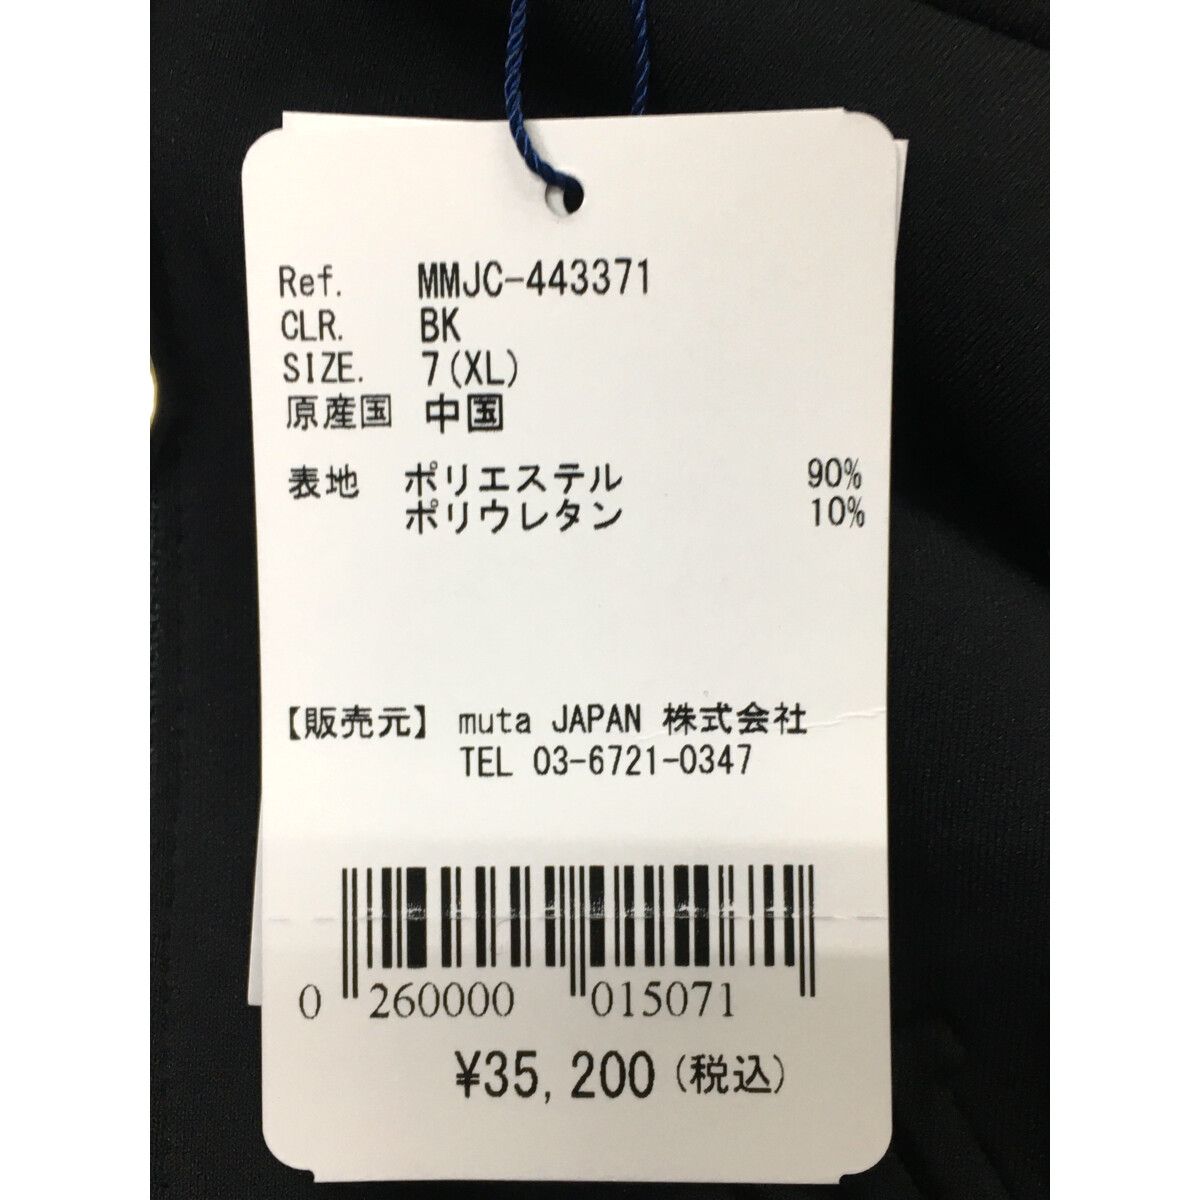 Ref. MMJC-443371
CLR. BK
SIZE. 7(XL)
原産国 中国
表地 ポリエステル 90%
ポリウレタン 10%
【販売元】 muta JAPAN 株式会社
TEL 03-6721-0347
0 260000 015071
¥35,200(税込)